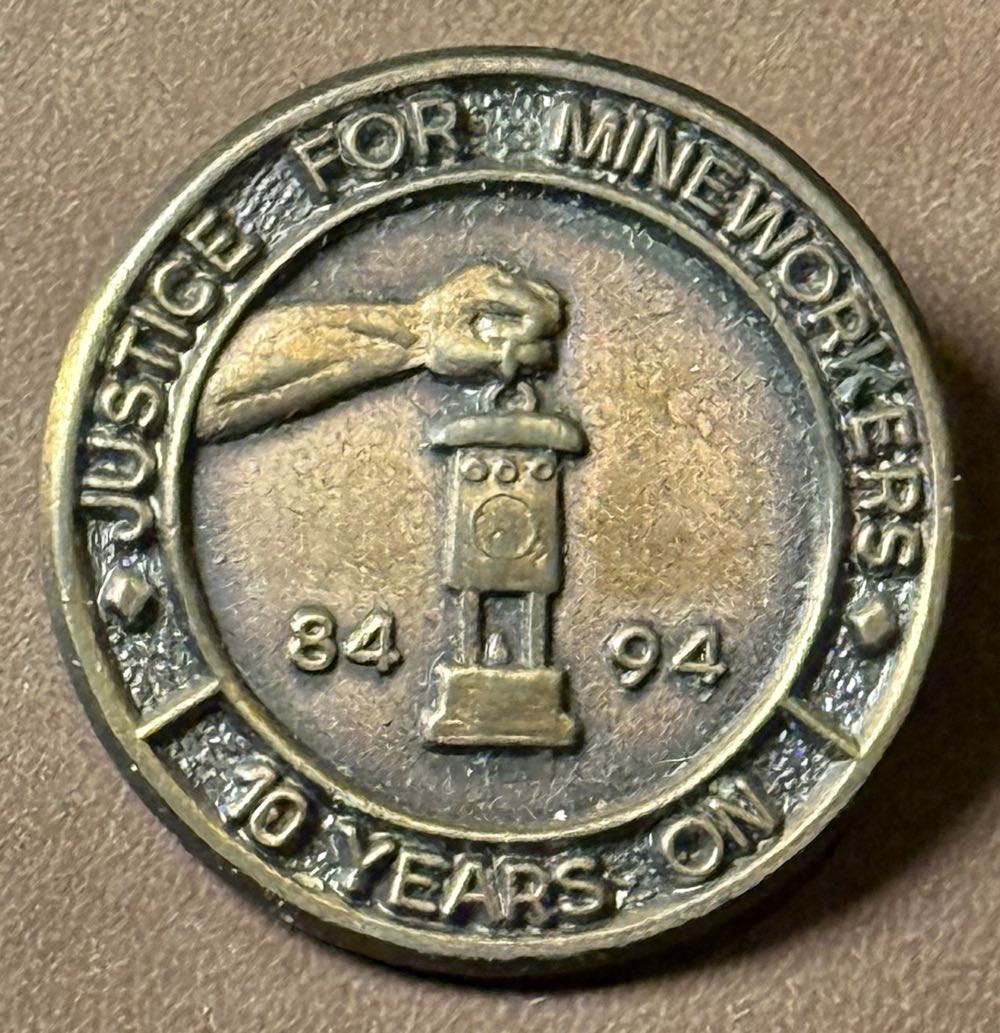 JUSTICE FOR MINEWORKERS
84 94
10 YEARS ON